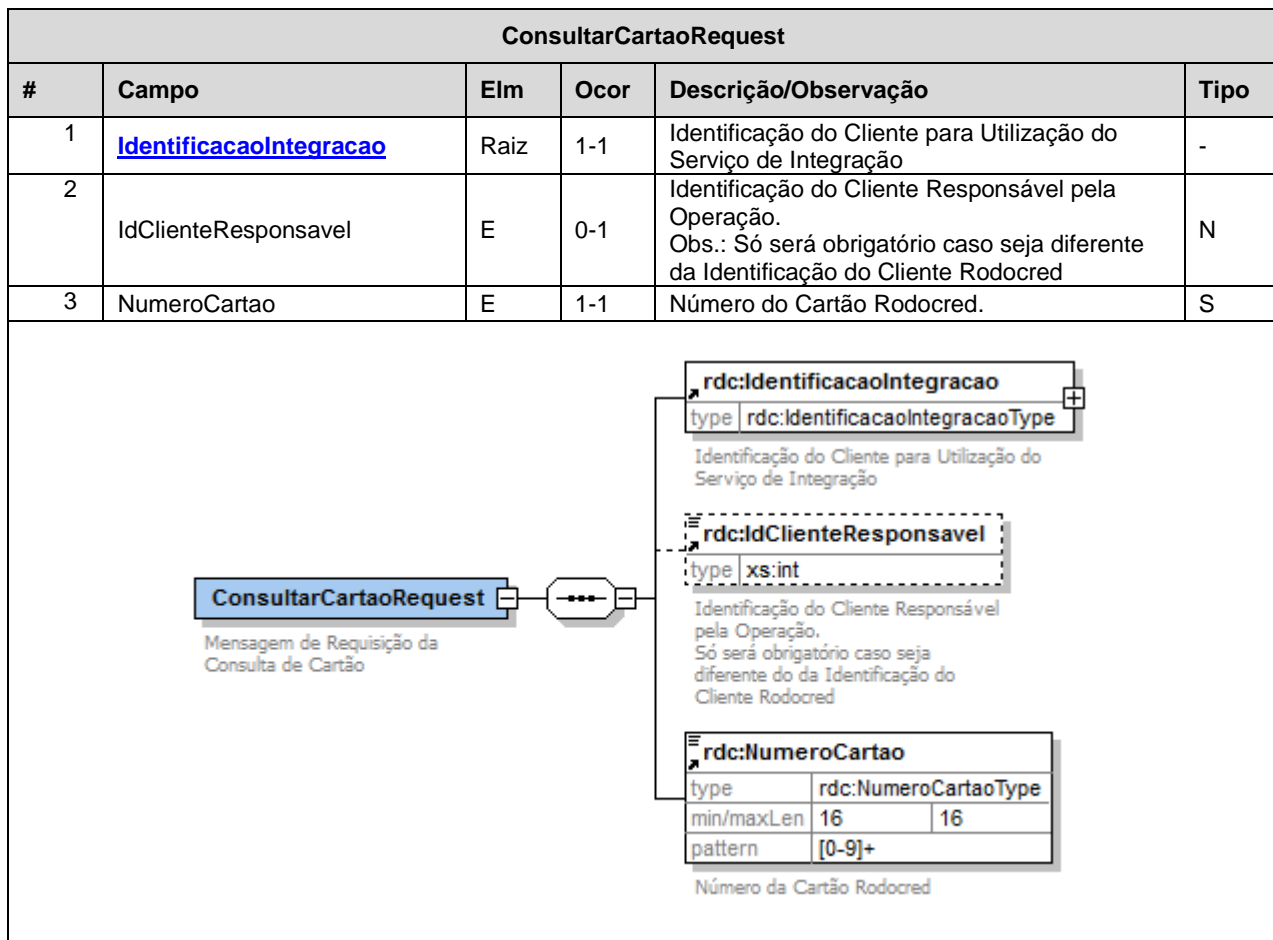 ConsultarCartaoRequest
# Campo Elm Ocor Descrição/Observação Tipo
1 IdentificacaoIntegracao Raiz 1-1 Identificação do Cliente para Utilização do
Serviço de Integração -
2 IdClienteResponsavel E 0-1 Identificação do Cliente Responsável pela
Operação.
Obs.: Só será obrigatório caso seja diferente
da Identificação do Cliente Rodocred N
3 NumeroCartao E 1-1 Número do Cartão Rodocred. S
rdc:IdentificacaoIntegracao
type rdc:IdentificacaoIntegracaoType
Identificação do Cliente para Utilização do
Serviço de Integração
rdc:IdClienteResponsavel
type xs:int
Identificação do Cliente Responsável
pela Operação.
Só será obrigatório caso seja
diferente do da Identificação do
Cliente Rodocred
ConsultarCartaoRequest
Mensagem de Requisição da
Consulta de Cartão
rdc:NumeroCartao
type rdc:NumeroCartaoType
min/maxLen 16 16
pattern [0-9]+
Número da Cartão Rodocred